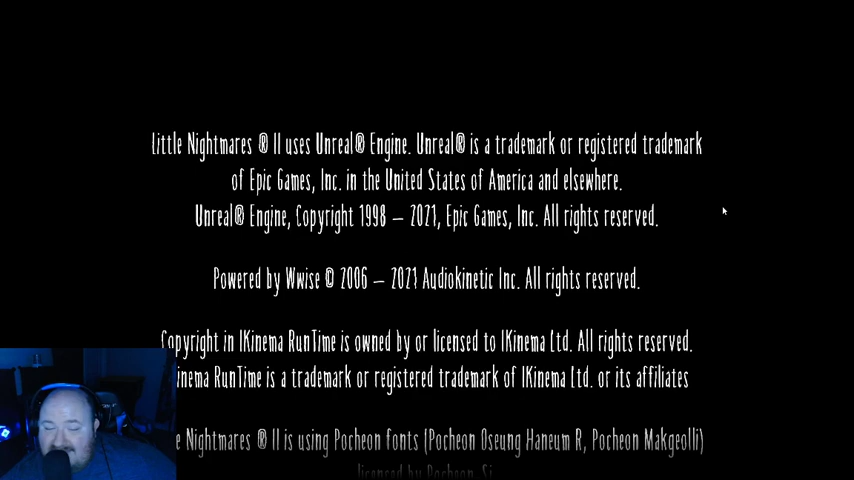 Little Nightmares ® II uses Unreal® Engine. Unreal® is a trademark or registered trademark
of Epic Games, Inc. in the United States of America and elsewhere.
Unreal® Engine, Copyright 1998 – 2021, Epic Games, Inc. All rights reserved.
Powered by Wwise © 2006 – 2021 Audiokinetic Inc. All rights reserved.
Copyright in IKinema RunTime is owned by or licensed to IKinema Ltd. All rights reserved.
RunTime is a trademark or registered trademark of IKinema Ltd. or its affiliates
Nightmares ® II is using Pocheon fonts (Pocheon Oseung Haneum R, Pocheon Makgeolli)
licensed by Pocheon, Si